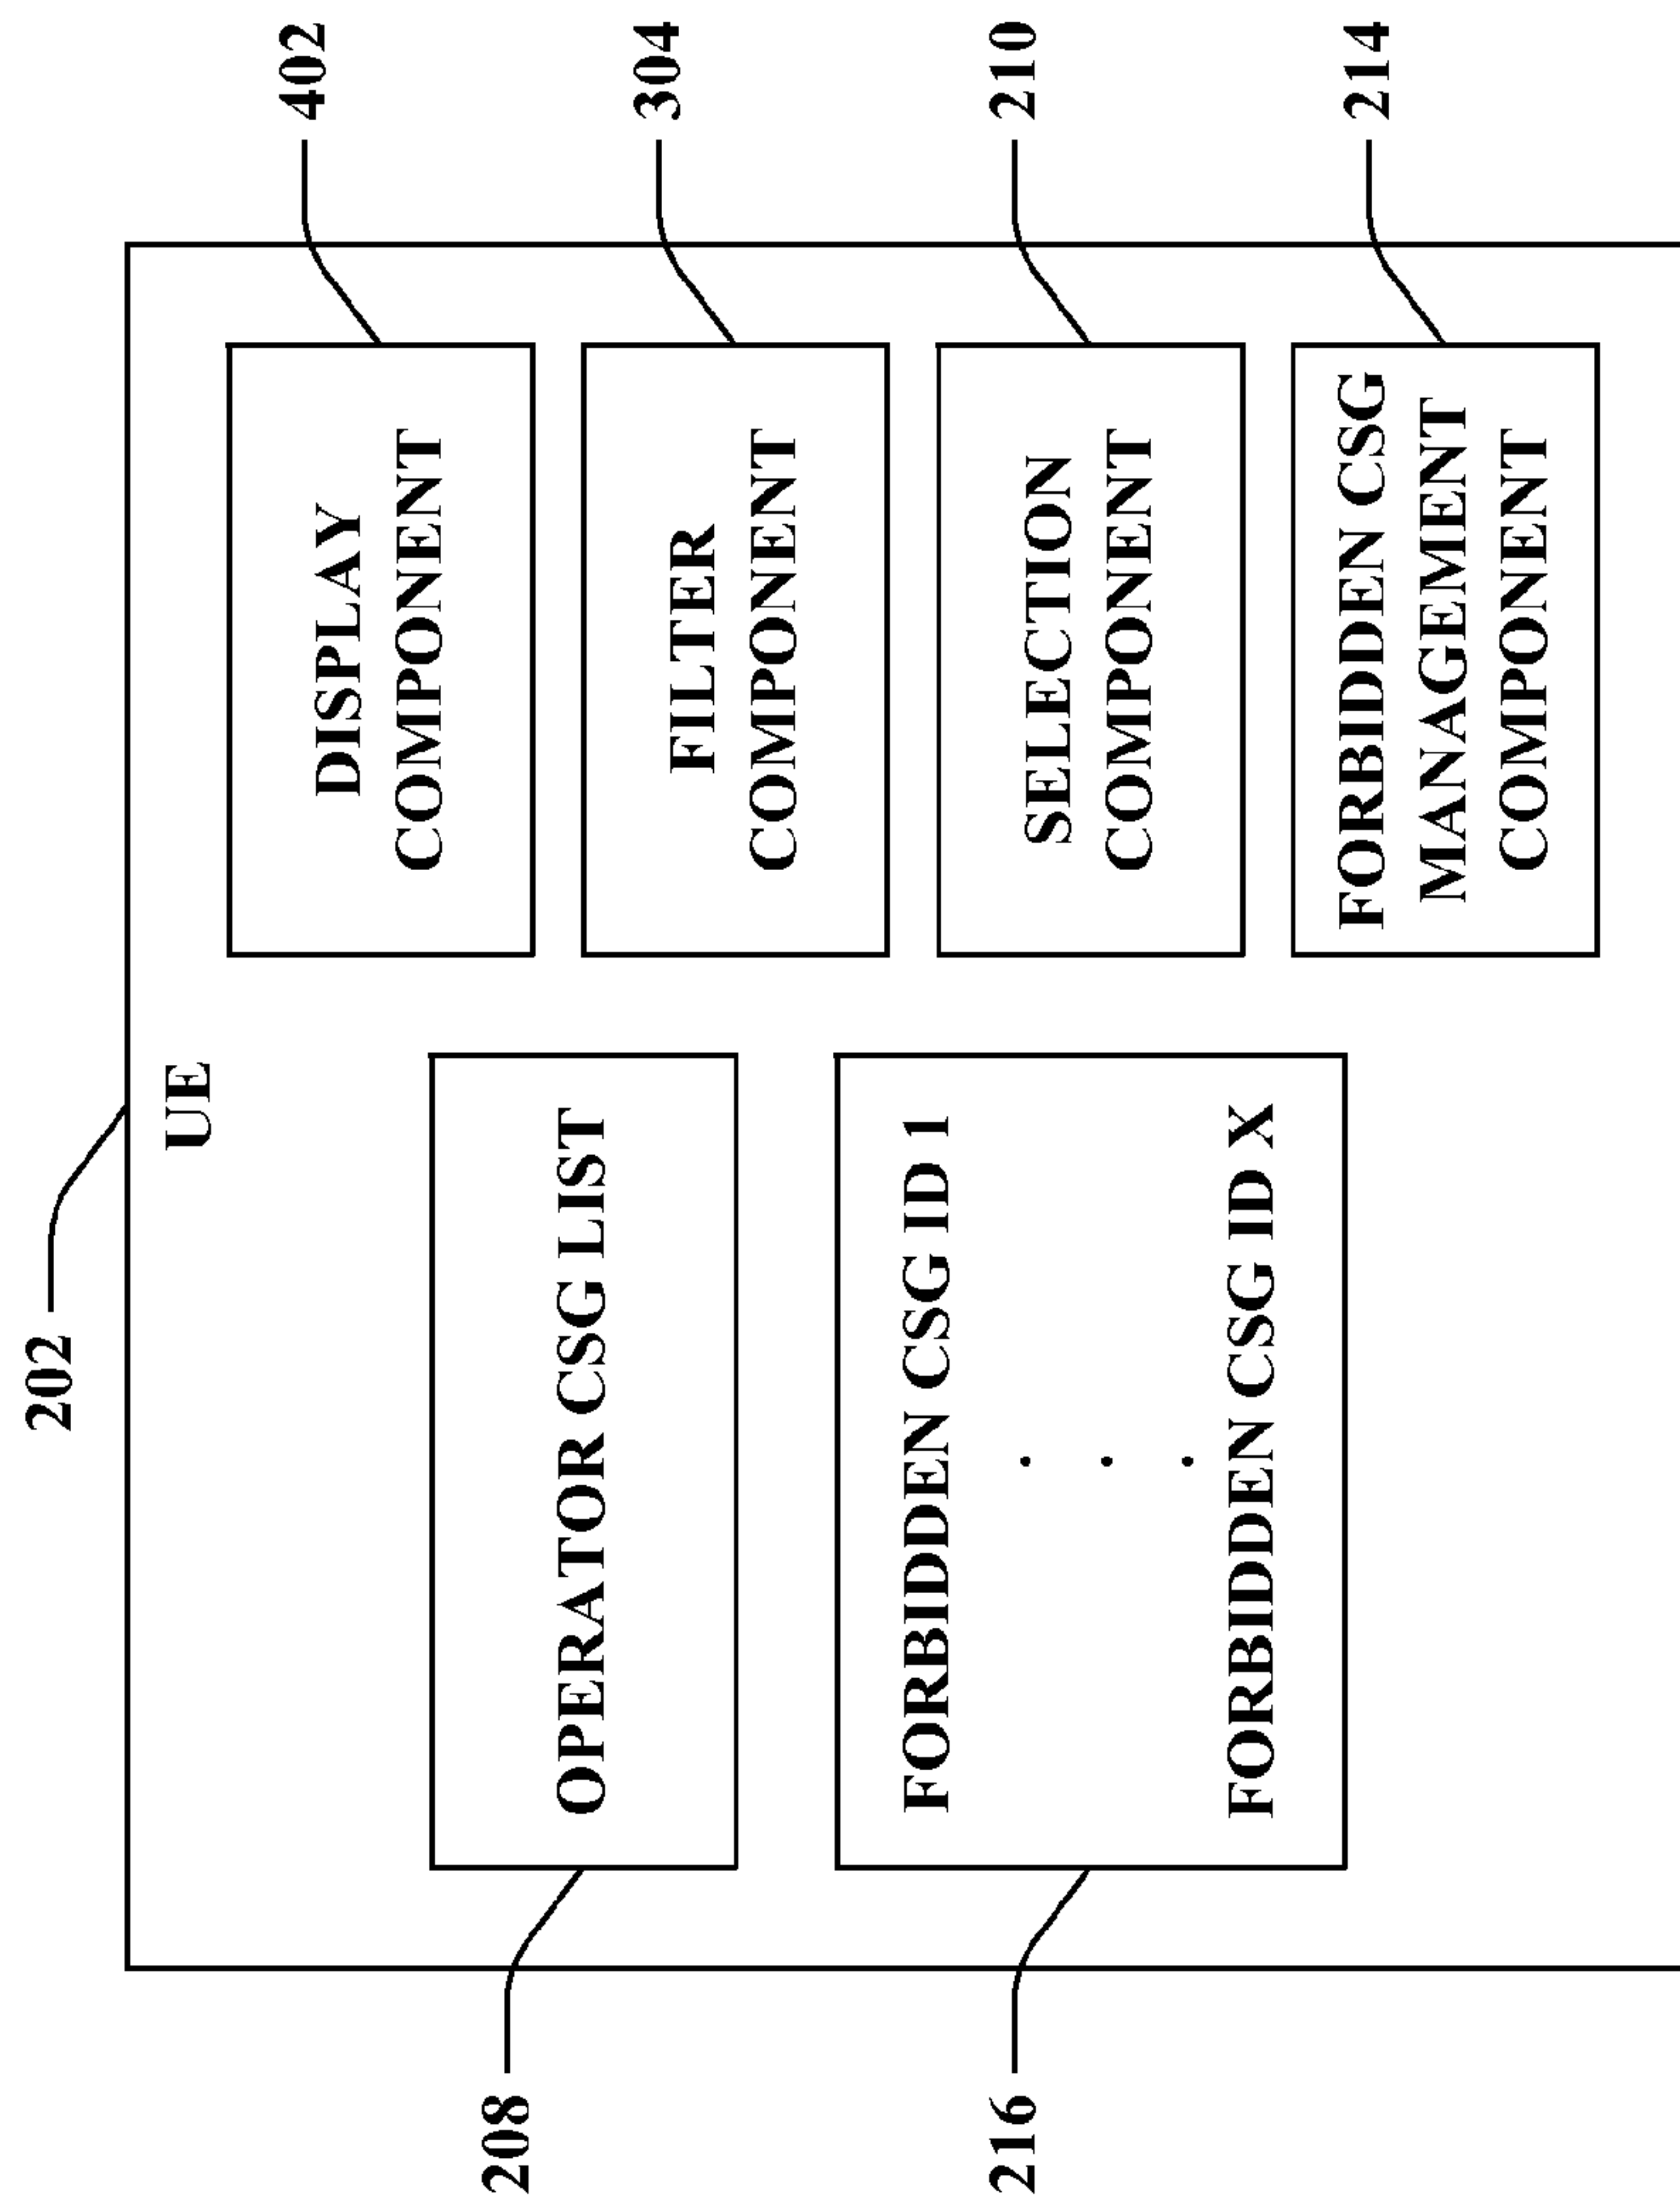 202
UE
208
OPERATOR CSG LIST
216
FORBIDDEN CSG ID 1
.
.
.
FORBIDDEN CSG ID X
DISPLAY
COMPONENT
402
FILTER
COMPONENT
304
SELECTION
COMPONENT
210
FORBIDDEN CSG
MANAGEMENT
COMPONENT
214